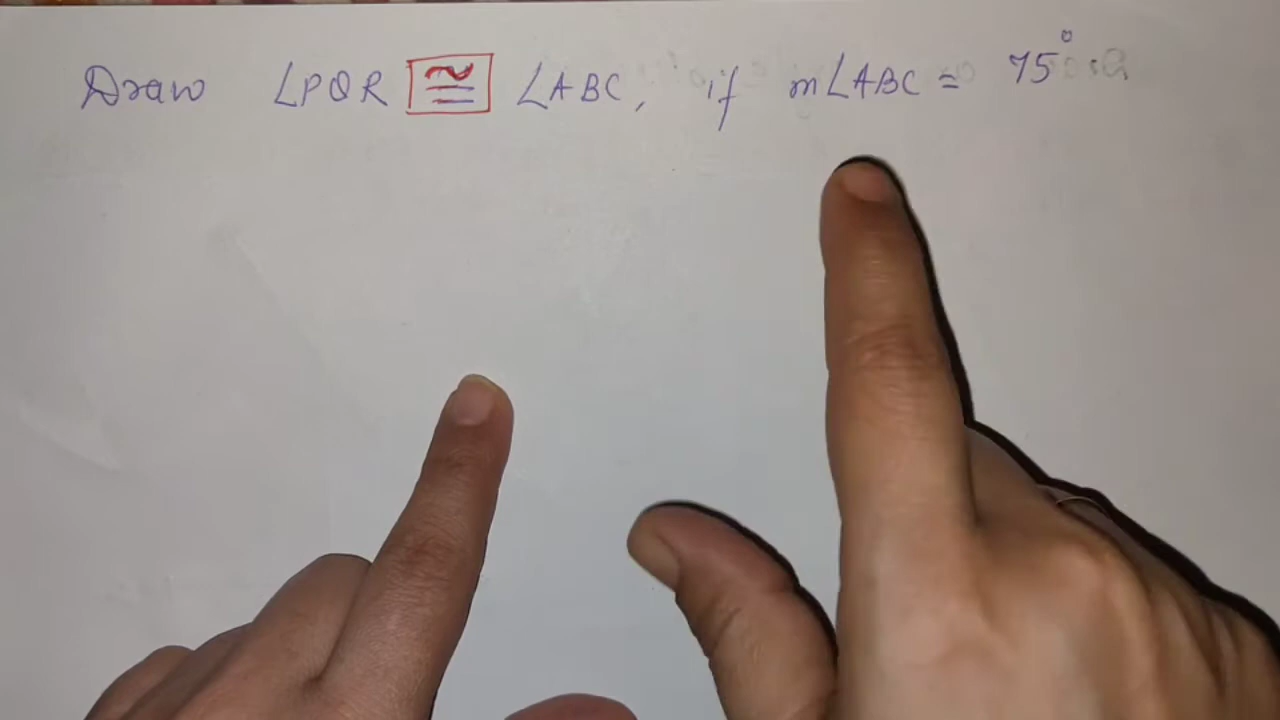 Draw ∠PQR ≅ ∠ABC, if m∠ABC = 75°